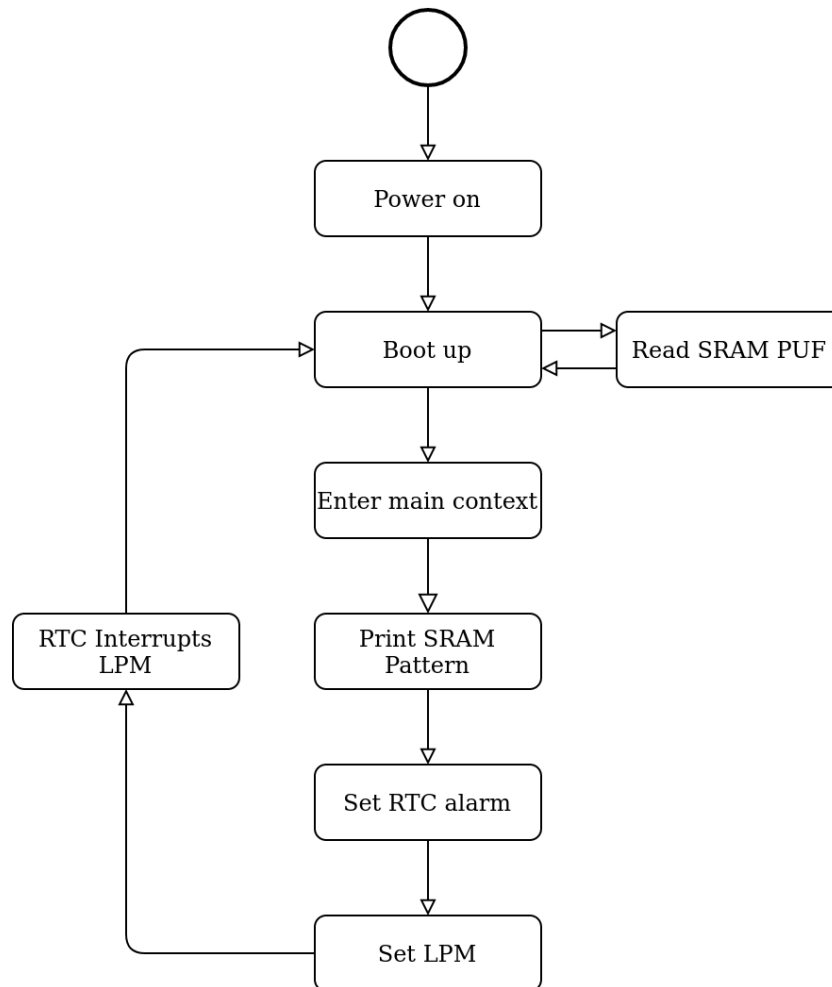 Power on
Boot up
Read SRAM PUF
Enter main context
RTC Interrupts
LPM
Print SRAM
Pattern
Set RTC alarm
Set LPM